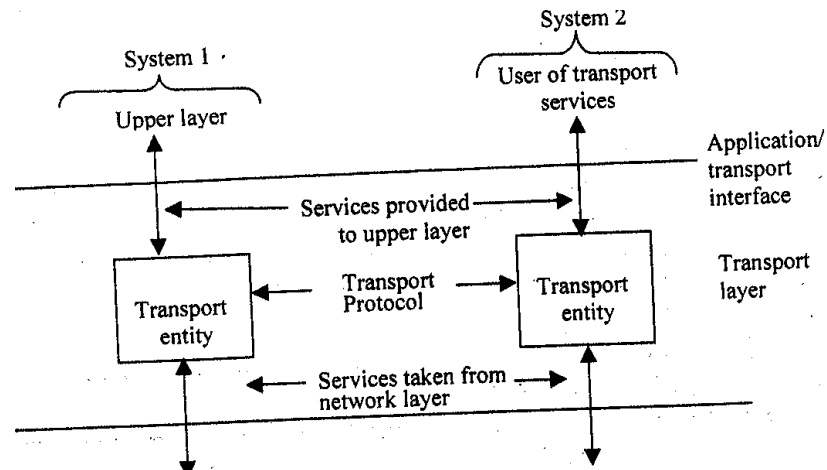 System 1
System 2
Upper layer
User of transport
services
Application/
transport
interface
Services provided
to upper layer
Transport
entity
Transport
Protocol
Transport
entity
Transport
layer
Services taken from
network layer